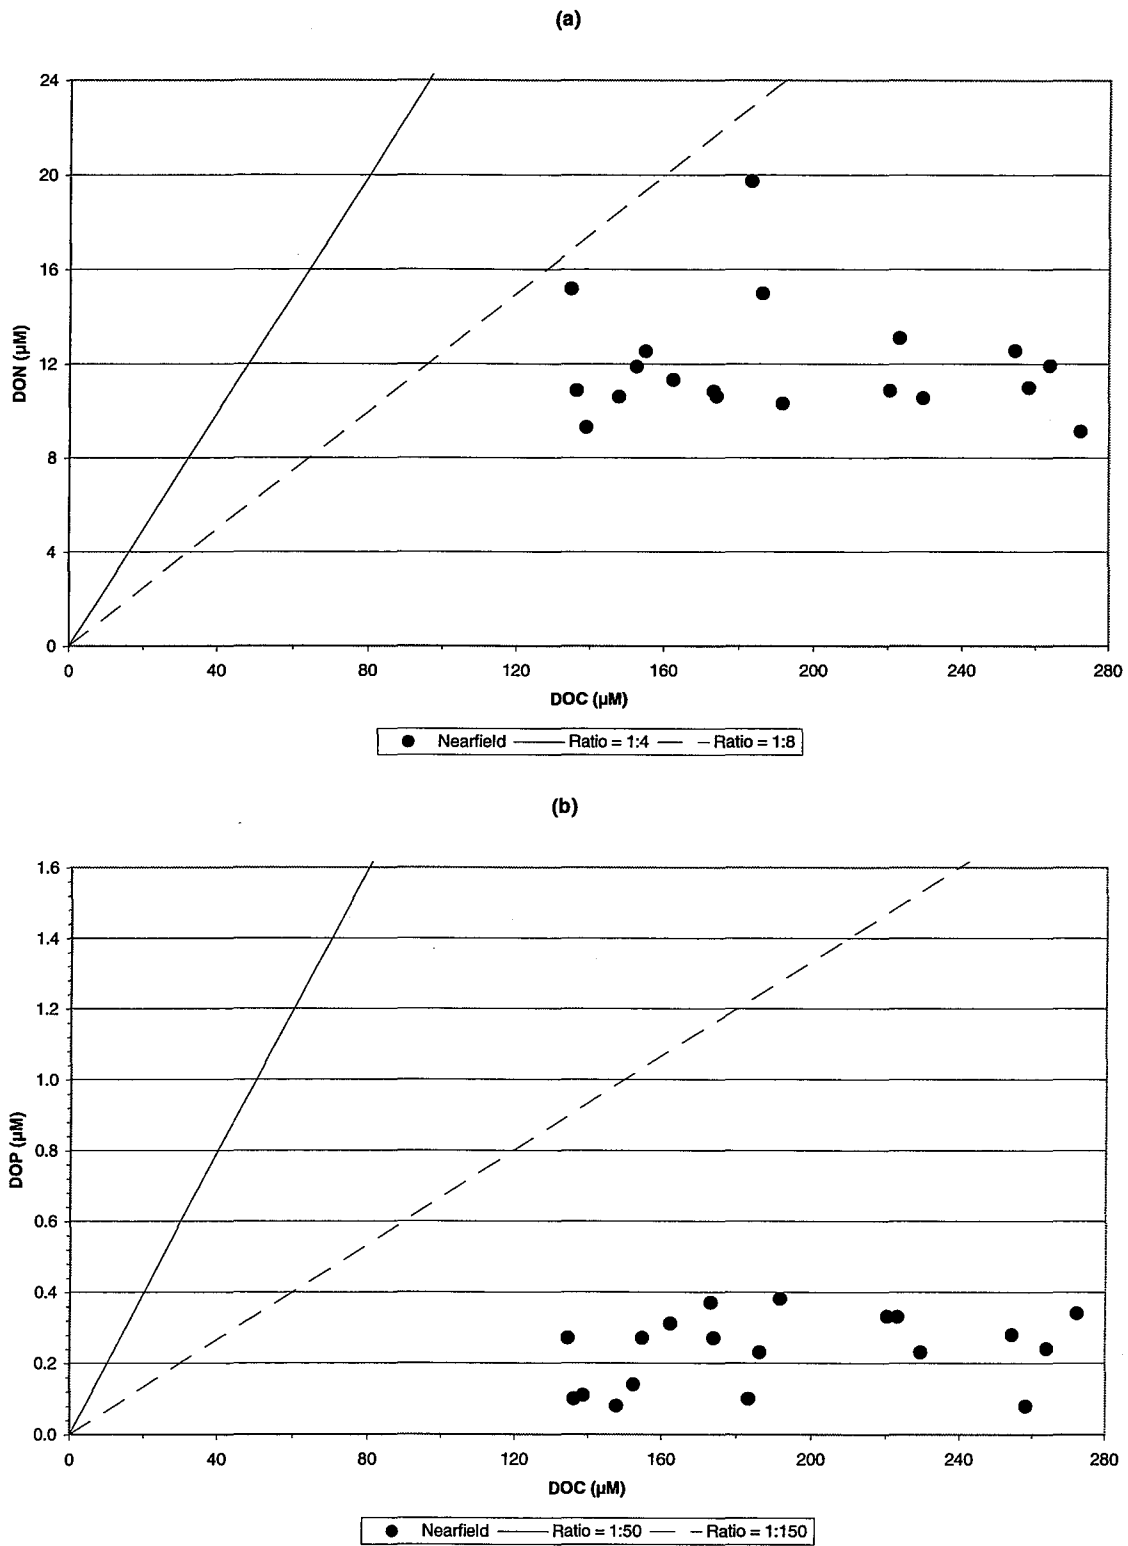 (a)
24
20
16
12
8
4
0
DON (µM)
0 40 80 120 160 200 240 280
DOC (µM)
Nearfield Ratio = 1:4 Ratio = 1:8
(b)
1.6
1.4
1.2
1.0
0.8
0.6
0.4
0.2
0.0
DOP (µM)
0 40 80 120 160 200 240 280
DOC (µM)
Nearfield Ratio = 1:50 Ratio = 1:150